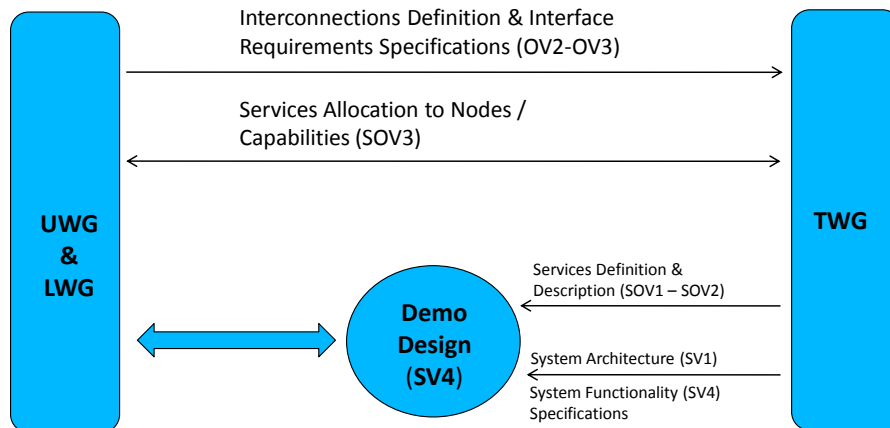 Interconnections Definition & Interface
Requirements Specifications (OV2-OV3)
Services Allocation to Nodes /
Capabilities (SOV3)
UWG
&
LWG
TWG
Services Definition &
Description (SOV1 – SOV2)
Demo
Design
(SV4)
System Architecture (SV1)
System Functionality (SV4)
Specifications